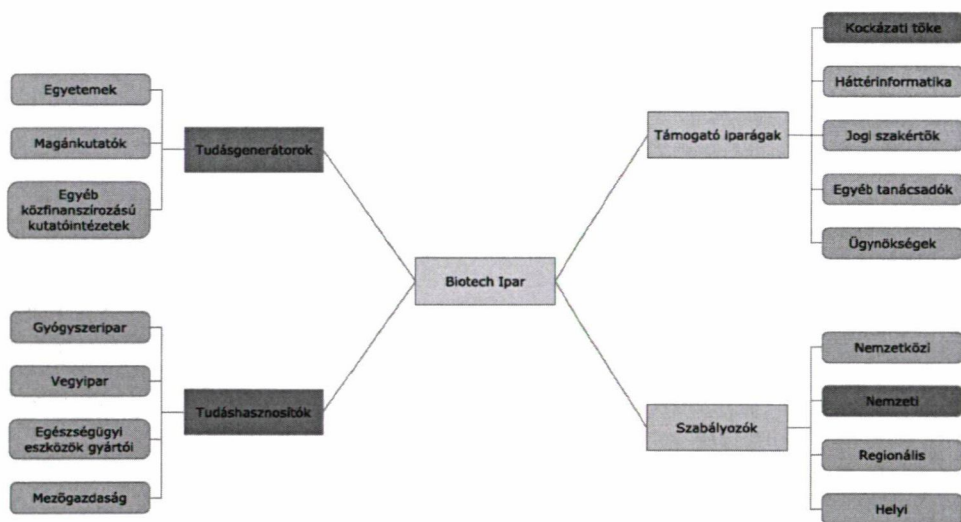 Egyetemek
Magánkutatók
Egyéb
közfinanszírozású
kutatóintézetek
Tudásgenerátorok
Gyógyszeripar
Vegyipar
Egészségügyi
eszközök gyártói
Mezőgazdaság
Tudáshasznosítók
Biotech Ipar
Támogató iparágak
Kockázati tőke
Háttérinformatika
Jogi szakértők
Egyéb tanácsadók
Ügynökségek
Szabályozók
Nemzetközi
Nemzeti
Regionális
Helyi